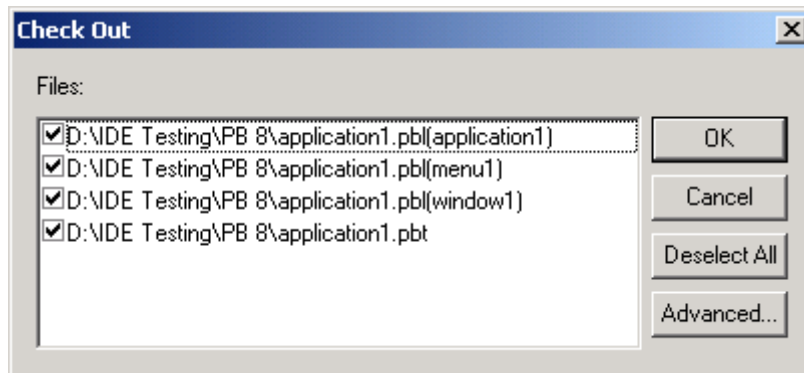 Check Out
Files:
D:\IDE Testing\PB 8\application1.pbl(application1)
D:\IDE Testing\PB 8\application1.pbl(menu1)
D:\IDE Testing\PB 8\application1.pbl(window1)
D:\IDE Testing\PB 8\application1.pbt
OK
Cancel
Deselect All
Advanced...